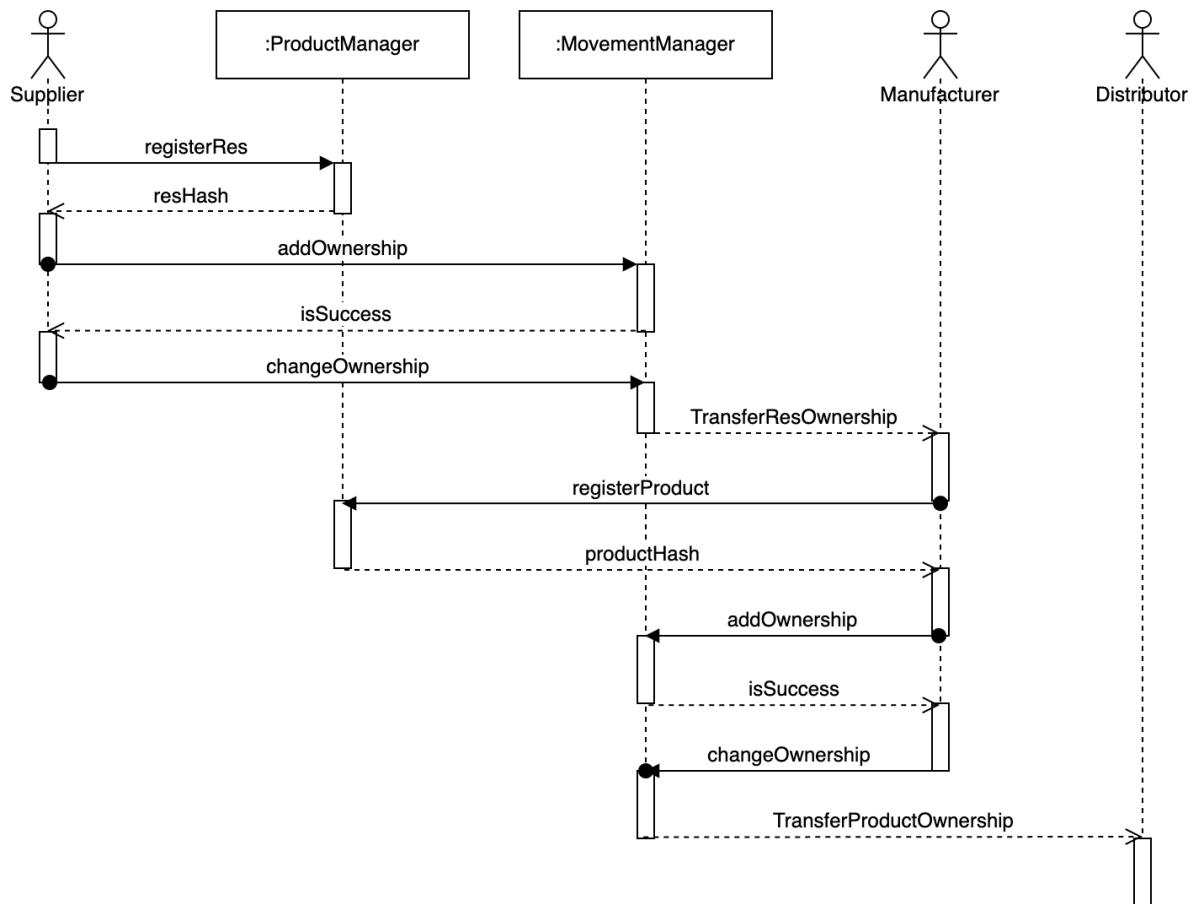 :ProductManager
:MovementManager
Supplier
Manufacturer
Distributor
registerRes
resHash
addOwnership
isSuccess
changeOwnership
TransferResOwnership
registerProduct
productHash
addOwnership
isSuccess
changeOwnership
TransferProductOwnership